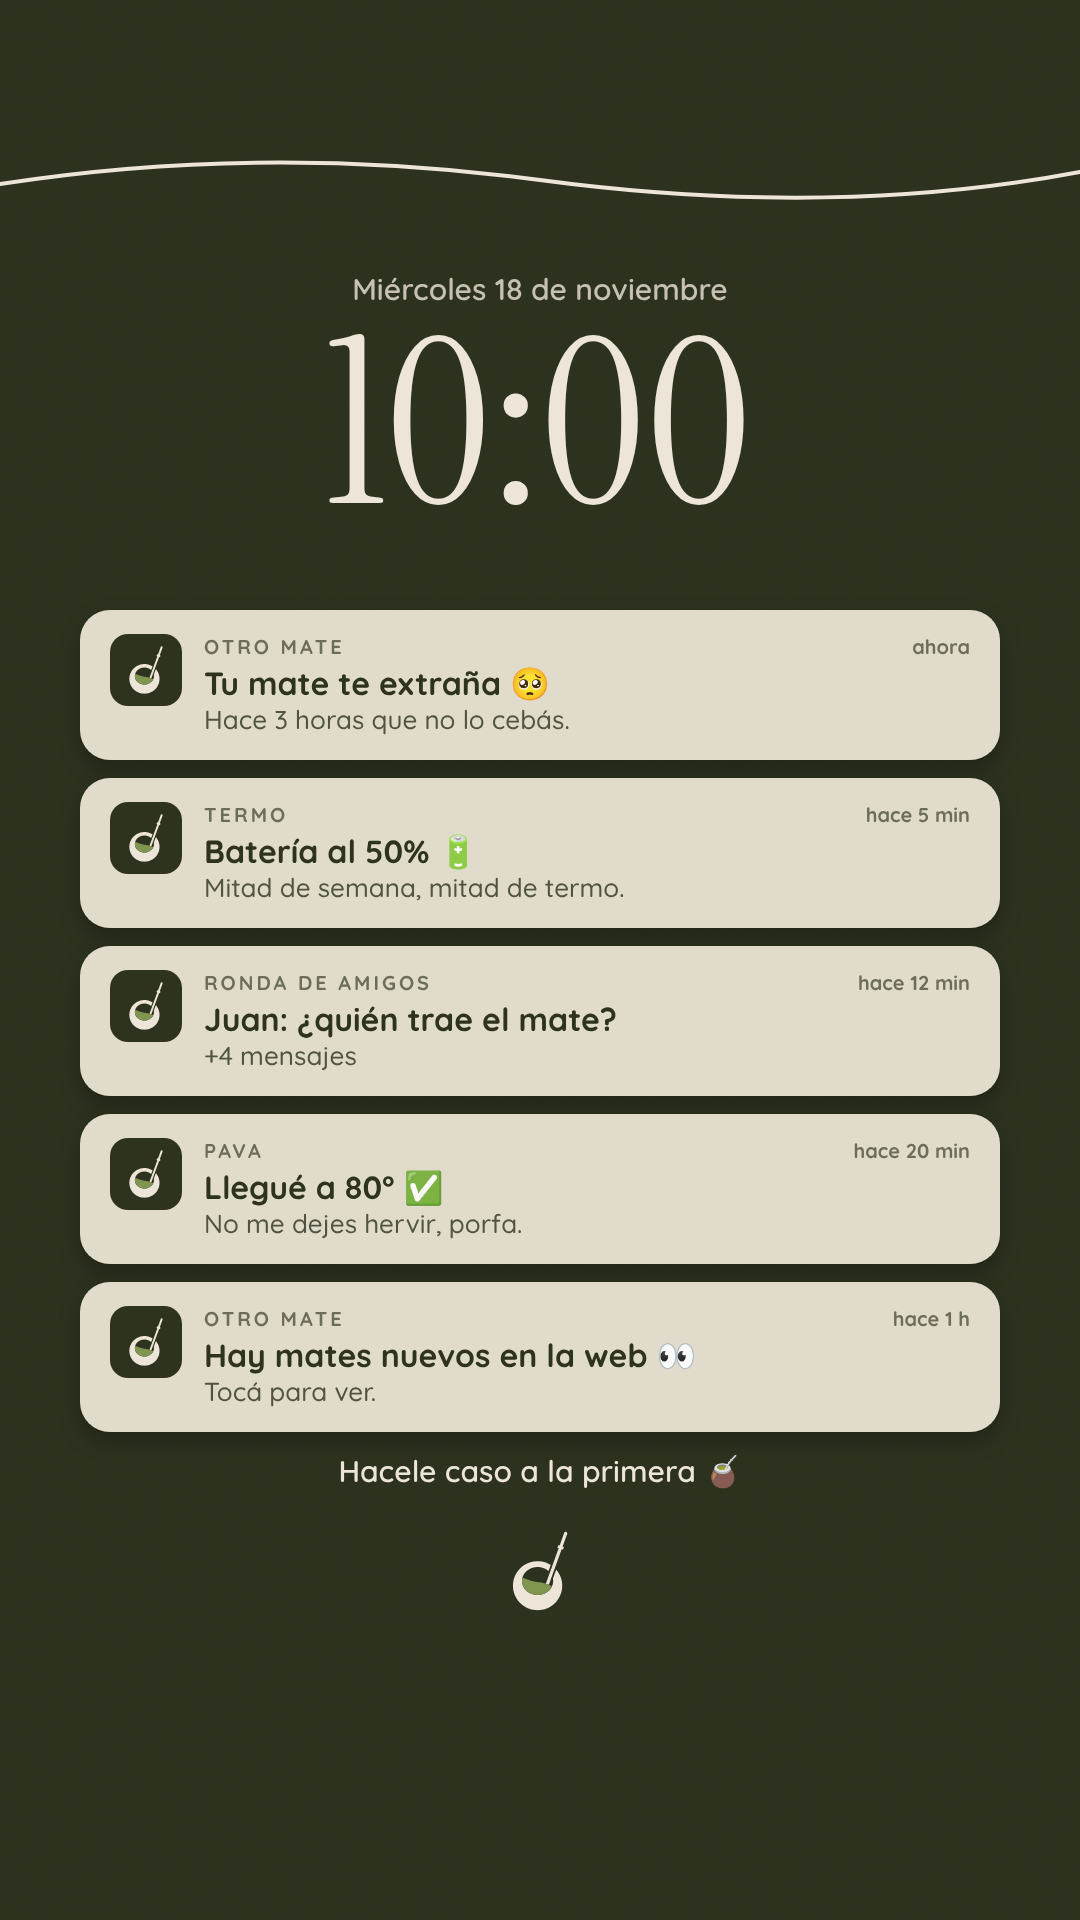 Miércoles 18 de noviembre
10:00
OTRO MATE ahora
Tu mate te extraña 🥺
Hace 3 horas que no lo cebás.
TERMO hace 5 min
Batería al 50% 🔋
Mitad de semana, mitad de termo.
RONDA DE AMIGOS hace 12 min
Juan: ¿quién trae el mate?
+4 mensajes
PAVA hace 20 min
Llegué a 80° ✅
No me dejes hervir, porfa.
OTRO MATE hace 1 h
Hay mates nuevos en la web 👀
Tocá para ver.
Hacele caso a la primera 🧉